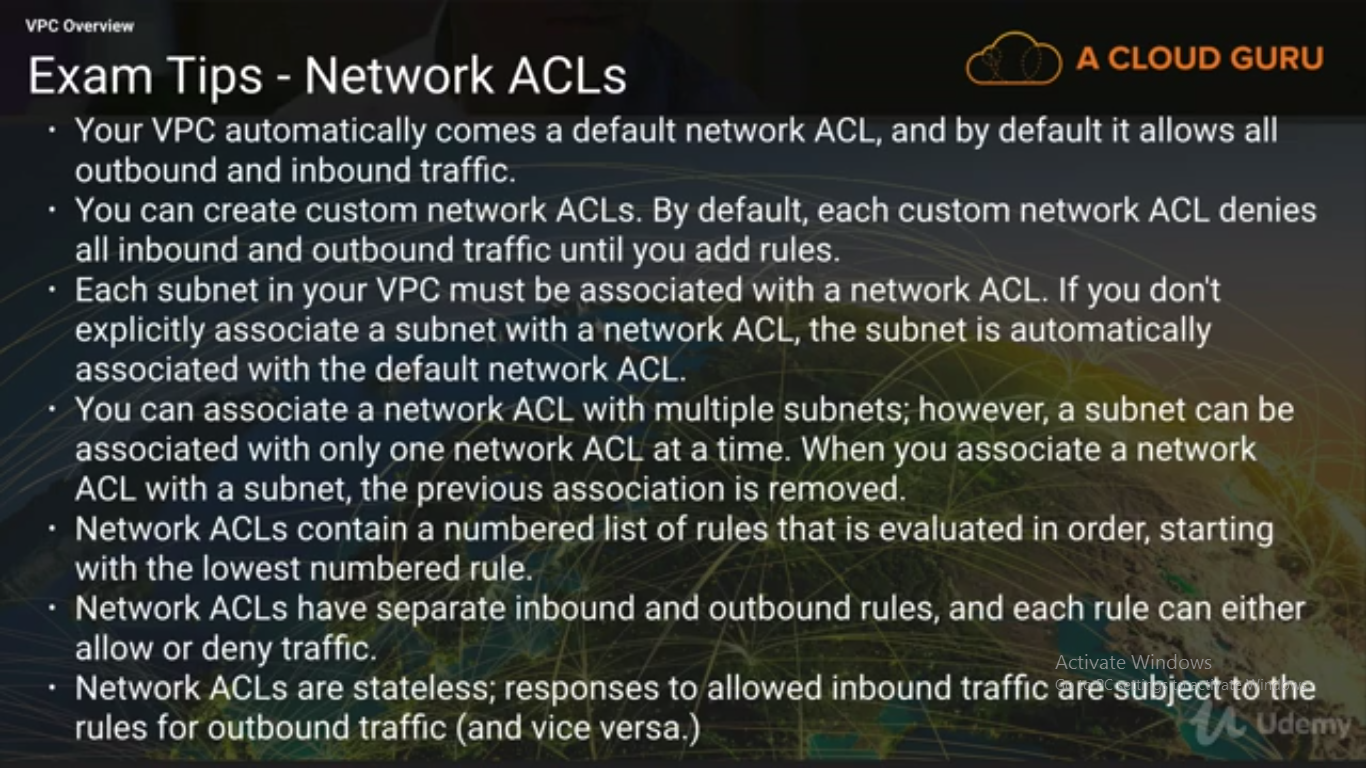 VPC Overview
Exam Tips - Network ACLs
A CLOUD GURU
• Your VPC automatically comes a default network ACL, and by default it allows all
outbound and inbound traffic.
• You can create custom network ACLs. By default, each custom network ACL denies
all inbound and outbound traffic until you add rules.
• Each subnet in your VPC must be associated with a network ACL. If you don't
explicitly associate a subnet with a network ACL, the subnet is automatically
associated with the default network ACL.
• You can associate a network ACL with multiple subnets; however, a subnet can be
associated with only one network ACL at a time. When you associate a network
ACL with a subnet, the previous association is removed.
• Network ACLs contain a numbered list of rules that is evaluated in order, starting
with the lowest numbered rule.
• Network ACLs have separate inbound and outbound rules, and each rule can either
allow or deny traffic.
• Network ACLs are stateless; responses to allowed inbound traffic are subject to the
rules for outbound traffic (and vice versa.)
Activate Windows
Go to PC settings to activate Windows.
Udemy